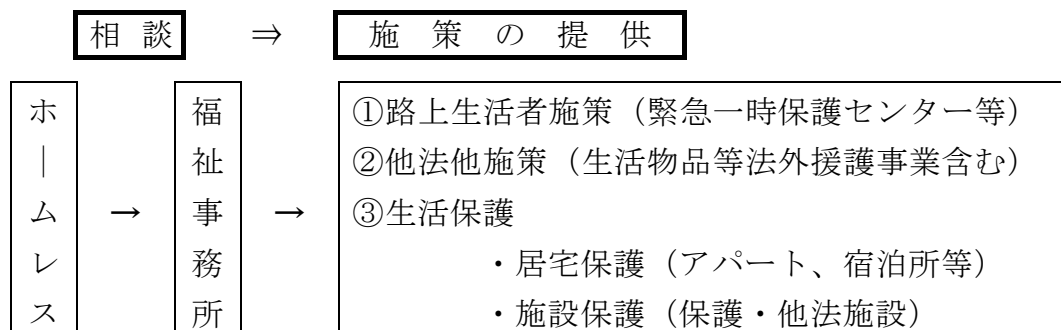 相談 ⇒ 施策の提供
ホームレス
→
福祉事務所
→
①路上生活者施策（緊急一時保護センター等）
②他法他施策（生活物品等法外援護事業含む）
③生活保護
・居宅保護（アパート、宿泊所等）
・施設保護（保護・他法施設）